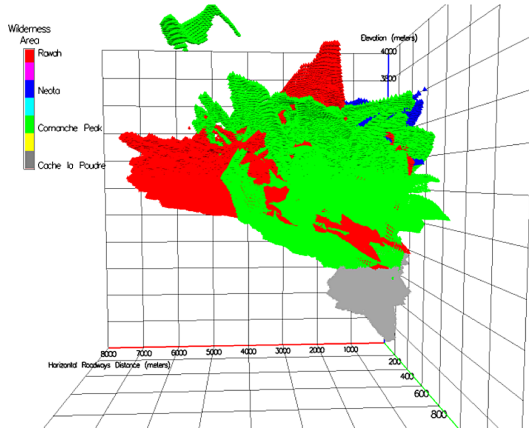 Wilderness
Area
Rawah
Neota
Comanche Peak
Cache la Poudre
Elevation (meters)
4000
3800
8000
7000
6000
5000
4000
3000
2000
1000
Horizontal Roadways Distance (meters)
200
400
600
800